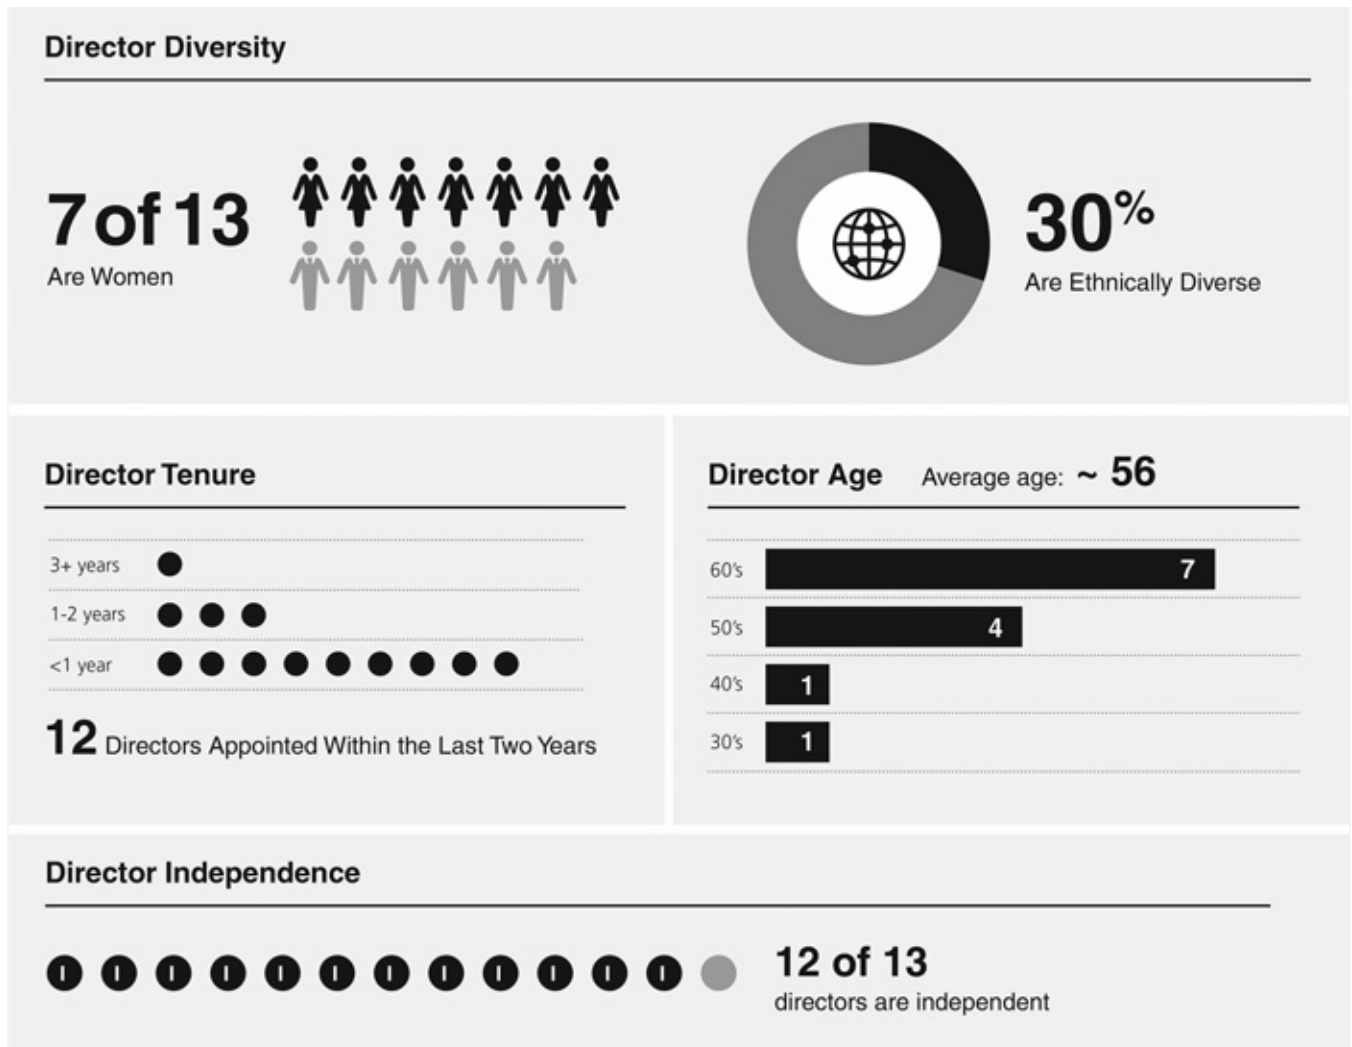 Director Diversity
7 of 13
Are Women
30%
Are Ethnically Diverse
Director Tenure
3+ years
1-2 years
<1 year
12 Directors Appointed Within the Last Two Years
Director Age Average age: ~ 56
60's 7
50's 4
40's 1
30's 1
Director Independence
I I I I I I I I I I I I
12 of 13
directors are independent